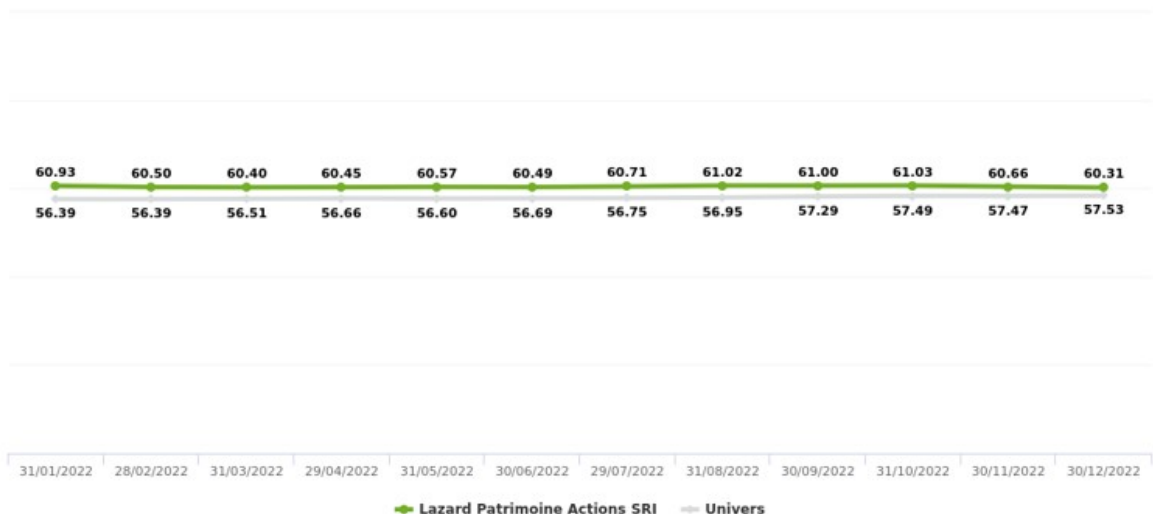 60.93 60.50 60.40 60.45 60.57 60.49 60.71 61.02 61.00 61.03 60.66 60.31
56.39 56.39 56.51 56.66 56.60 56.69 56.75 56.95 57.29 57.49 57.47 57.53
31/01/2022 28/02/2022 31/03/2022 29/04/2022 31/05/2022 30/06/2022 29/07/2022 31/08/2022 30/09/2022 31/10/2022 30/11/2022 30/12/2022
Lazard Patrimoine Actions SRI Univers